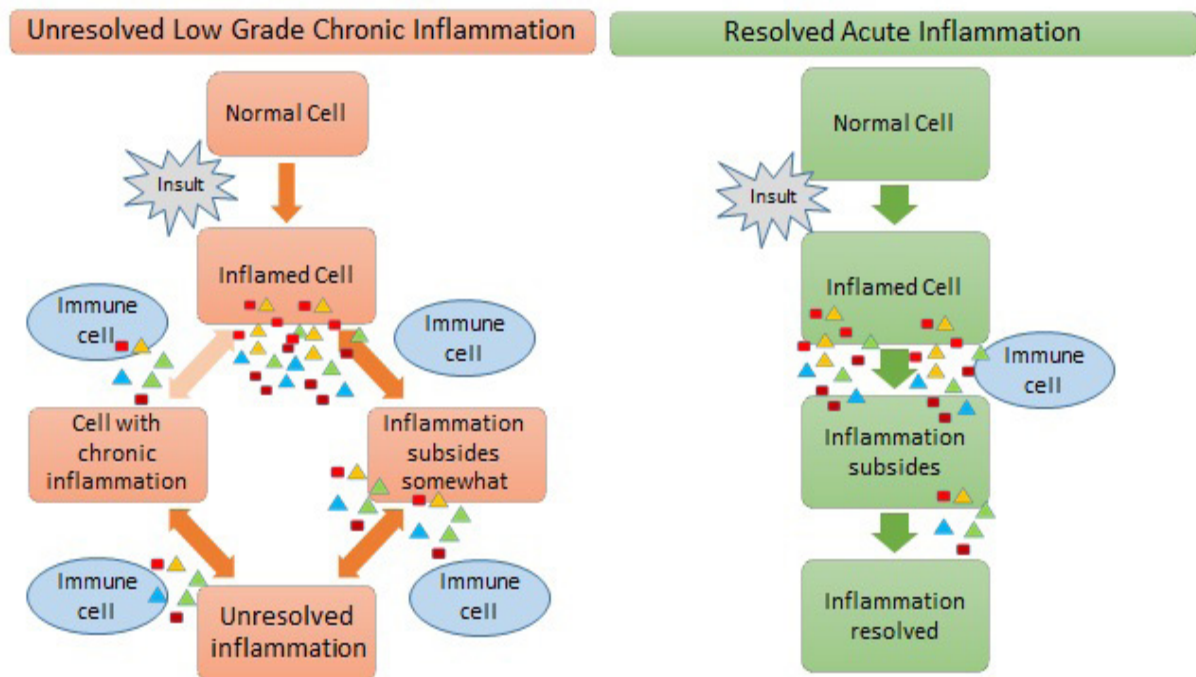 Unresolved Low Grade Chronic Inflammation
Normal Cell
Insult
Inflamed Cell
Immune
cell
Immune
cell
Cell with
chronic
inflammation
Inflammation
subsides
somewhat
Immune
cell
Immune
cell
Unresolved
inflammation
Resolved Acute Inflammation
Normal Cell
Insult
Inflamed Cell
Immune
cell
Inflammation
subsides
Inflammation
resolved